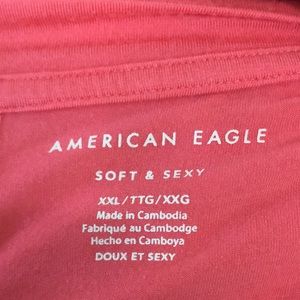 AMERICAN EAGLE
SOFT & SEXY
XXL/TTG/XXG
Made in Cambodia
Fabriqué au Cambodge
Hecho en Camboya
DOUX ET SEXY